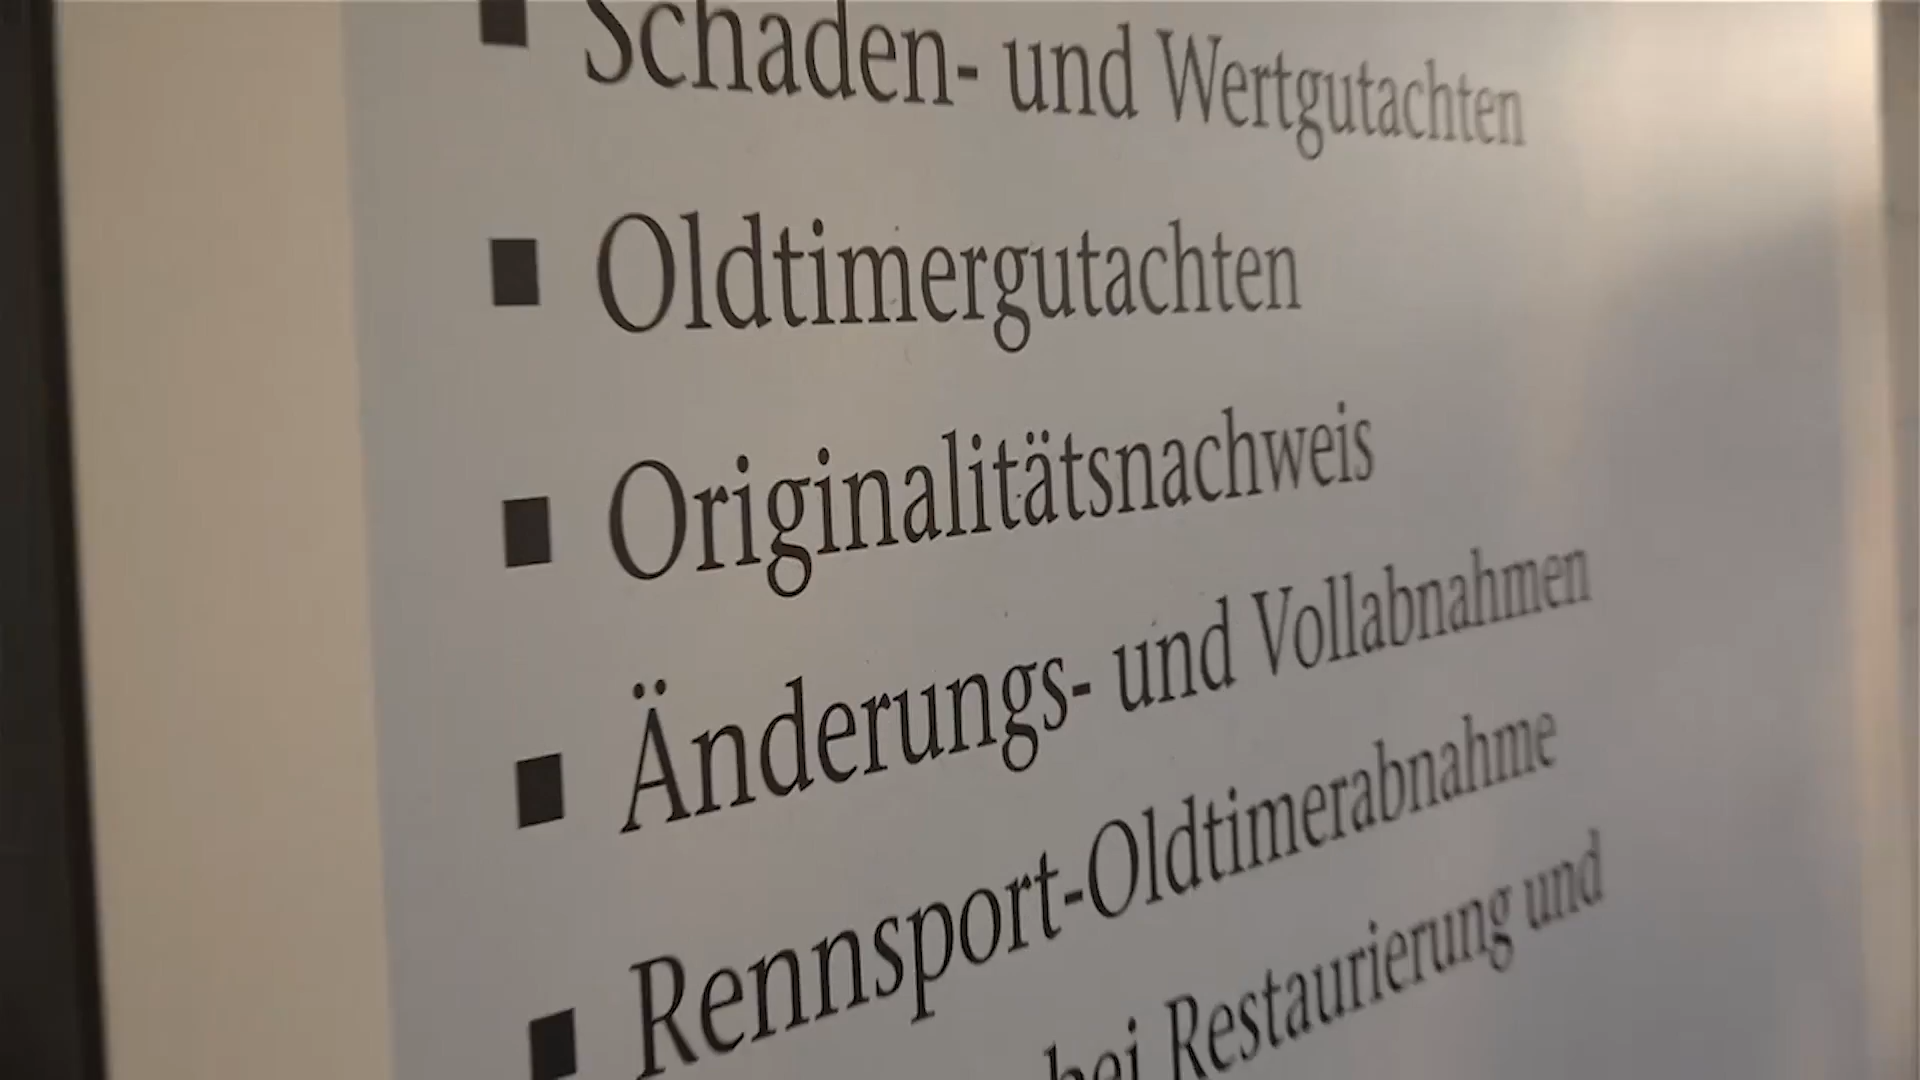 ▪ Schaden- und Wertgutachten
▪ Oldtimergutachten
▪ Originalitätsnachweis
▪ Änderungs- und Vollabnahmen
▪ Rennsport-Oldtimerabnahme
bei Restaurierung und